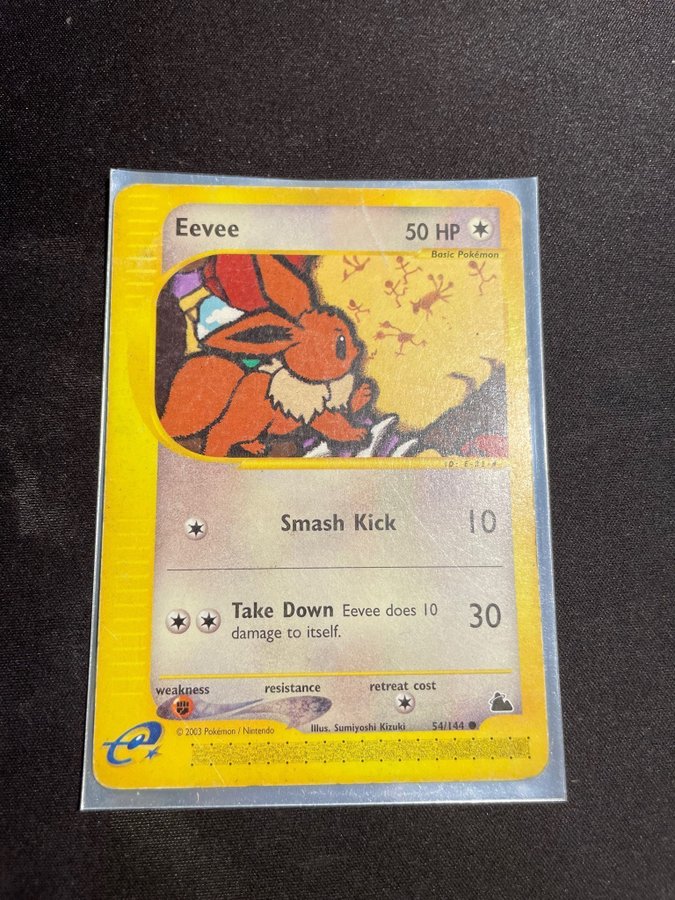 Eevee 50 HP
Basic Pokémon
Smash Kick 10
Take Down Eevee does 10 damage to itself. 30
weakness resistance retreat cost
Illus. Sumiyoshi Kizuki 54/144
© 2003 Pokémon / Nintendo
e